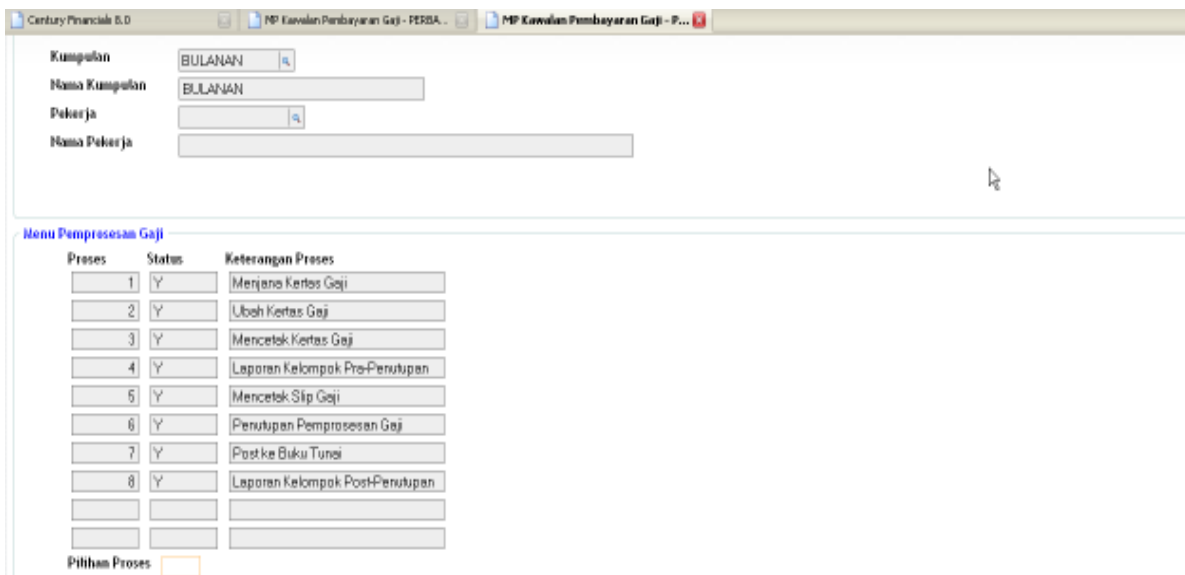 Century Financials 8.0 MP Kawalan Pembayaran Gaji - PERBA... MP Kawalan Pembayaran Gaji - P...
Kumpulan BULANAN
Nama Kumpulan BULANAN
Pekerja
Nama Pekerja
Menu Pemprosesan Gaji
Proses Status Keterangan Proses
1 Y Menjana Kertas Gaji
2 Y Ubah Kertas Gaji
3 Y Mencetak Kertas Gaji
4 Y Laporan Kelompok Pra-Penutupan
5 Y Mencetak Slip Gaji
6 Y Penutupan Pemprosesan Gaji
7 Y Post ke Buku Tunai
8 Y Laporan Kelompok Post-Penutupan
Pilihan Proses